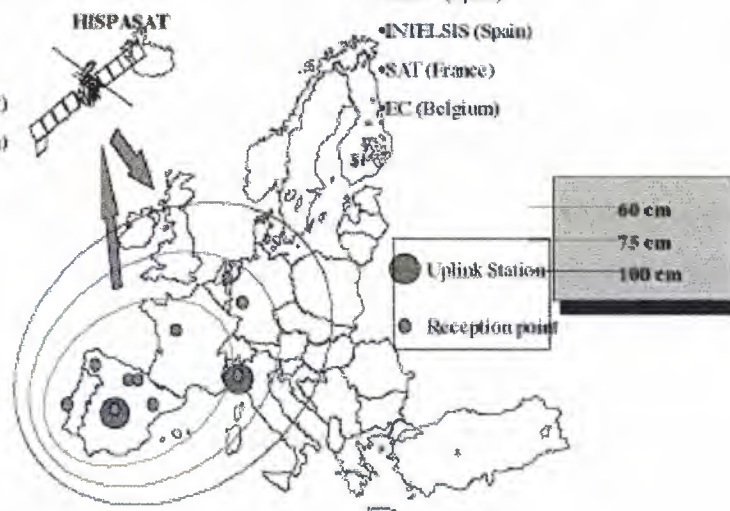 HISPASAT
•INTELSIS (Spain)
•SAT (France)
•EC (Belgium)
60 cm
75 cm
100 cm
Uplink Station
Reception point